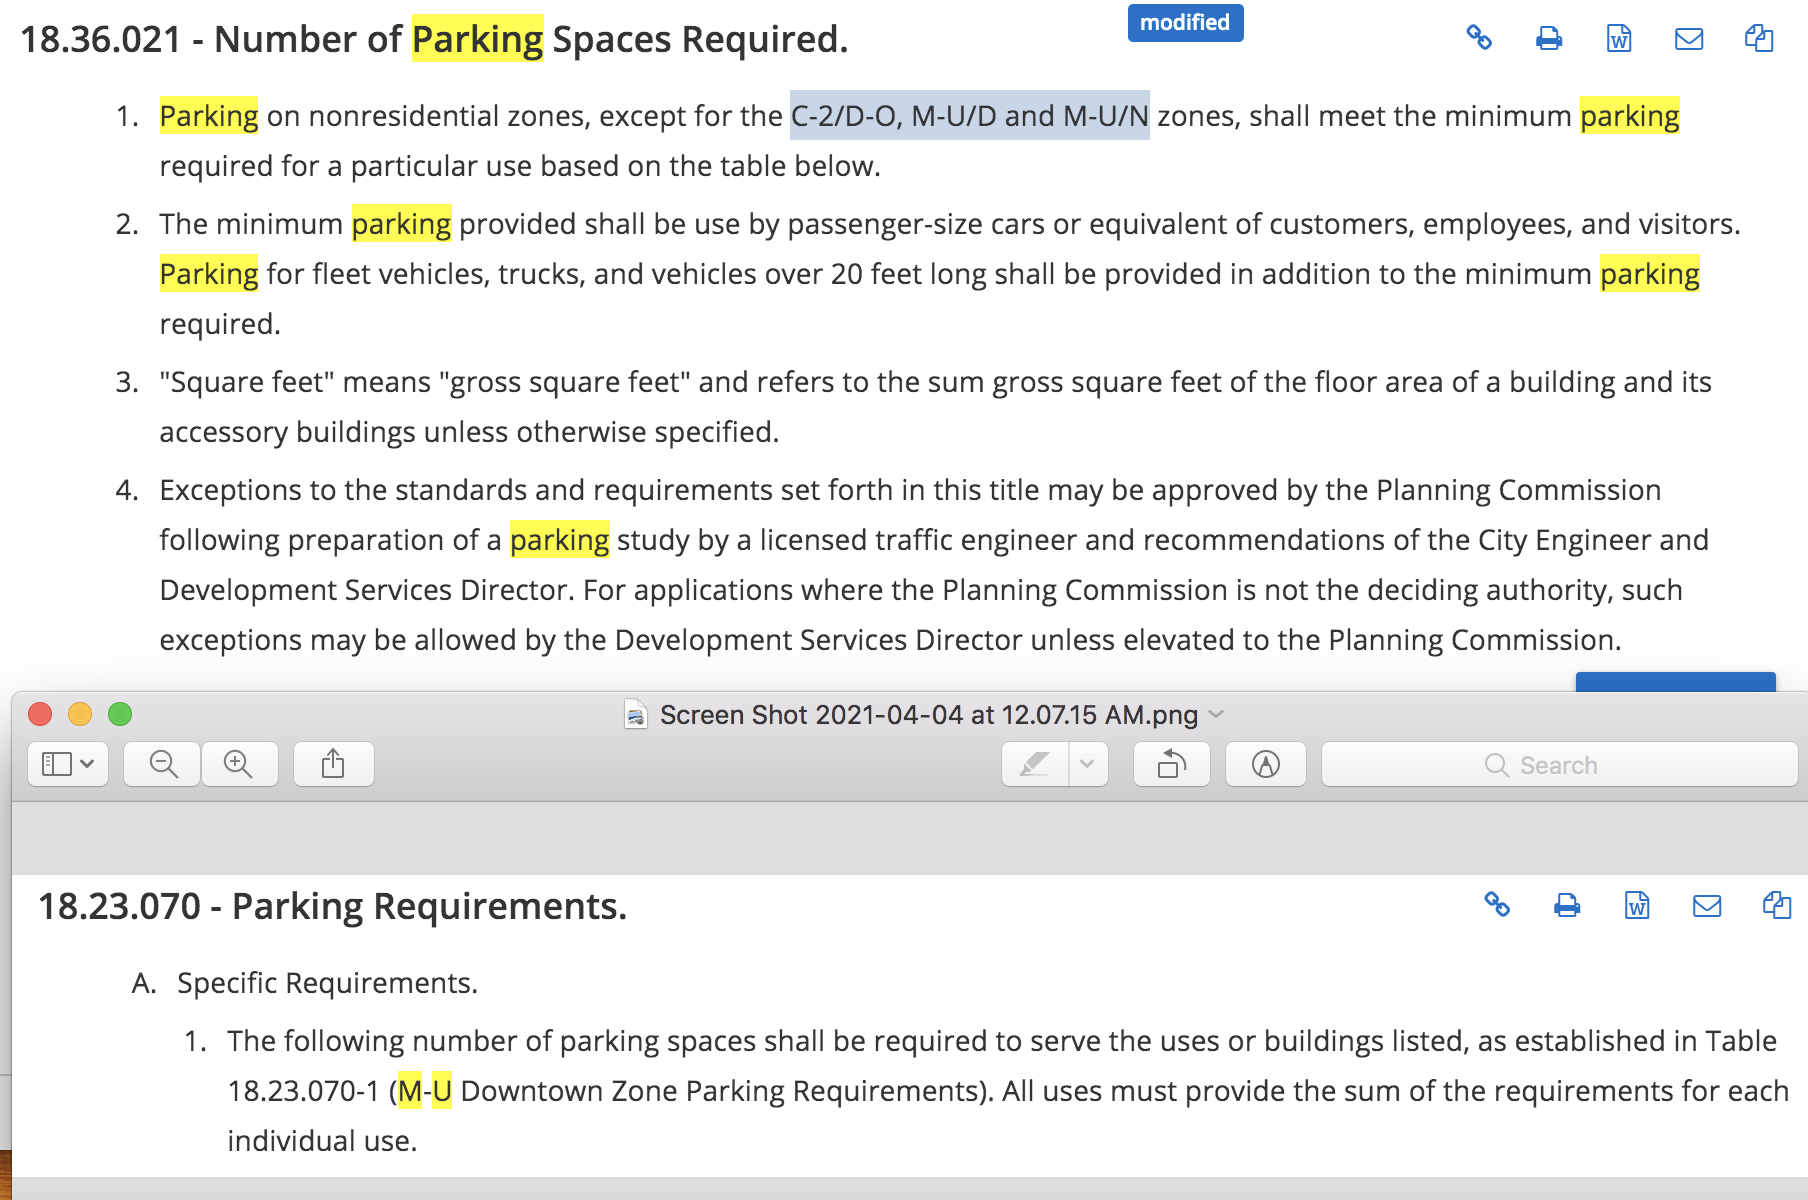 18.36.021 - Number of Parking Spaces Required.
modified
1. Parking on nonresidential zones, except for the C-2/D-O, M-U/D and M-U/N zones, shall meet the minimum parking
required for a particular use based on the table below.
2. The minimum parking provided shall be use by passenger-size cars or equivalent of customers, employees, and visitors.
Parking for fleet vehicles, trucks, and vehicles over 20 feet long shall be provided in addition to the minimum parking
required.
3. "Square feet" means "gross square feet" and refers to the sum gross square feet of the floor area of a building and its
accessory buildings unless otherwise specified.
4. Exceptions to the standards and requirements set forth in this title may be approved by the Planning Commission
following preparation of a parking study by a licensed traffic engineer and recommendations of the City Engineer and
Development Services Director. For applications where the Planning Commission is not the deciding authority, such
exceptions may be allowed by the Development Services Director unless elevated to the Planning Commission.
Screen Shot 2021-04-04 at 12.07.15 AM.png
Search
18.23.070 - Parking Requirements.
A. Specific Requirements.
1. The following number of parking spaces shall be required to serve the uses or buildings listed, as established in Table
18.23.070-1 (M-U Downtown Zone Parking Requirements). All uses must provide the sum of the requirements for each
individual use.